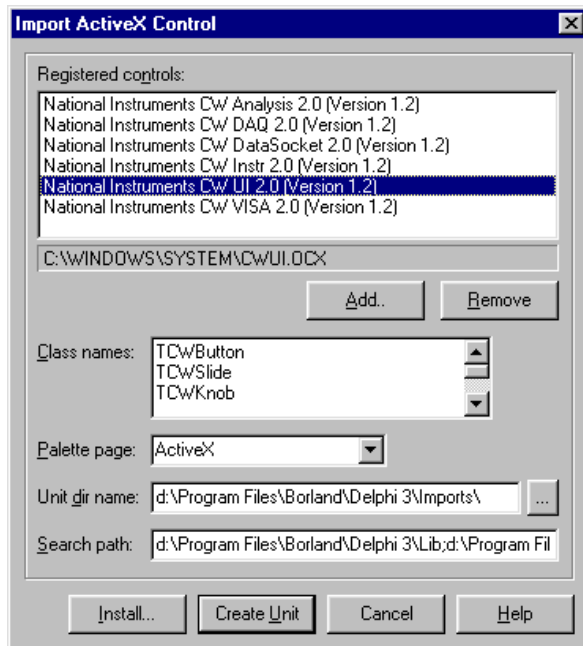 Import ActiveX Control
Registered controls:
National Instruments CW Analysis 2.0 (Version 1.2)
National Instruments CW DAQ 2.0 (Version 1.2)
National Instruments CW DataSocket 2.0 (Version 1.2)
National Instruments CW Instr 2.0 (Version 1.2)
National Instruments CW UI 2.0 (Version 1.2)
National Instruments CW VISA 2.0 (Version 1.2)
C:\WINDOWS\SYSTEM\CWUI.OCX
Add.. Remove
Class names: TCWButton
TCWSlide
TCWKnob
Palette page: ActiveX
Unit dir name: d:\Program Files\Borland\Delphi 3\Imports\ ...
Search path: d:\Program Files\Borland\Delphi 3\Lib;d:\Program Fil
Install... Create Unit Cancel Help